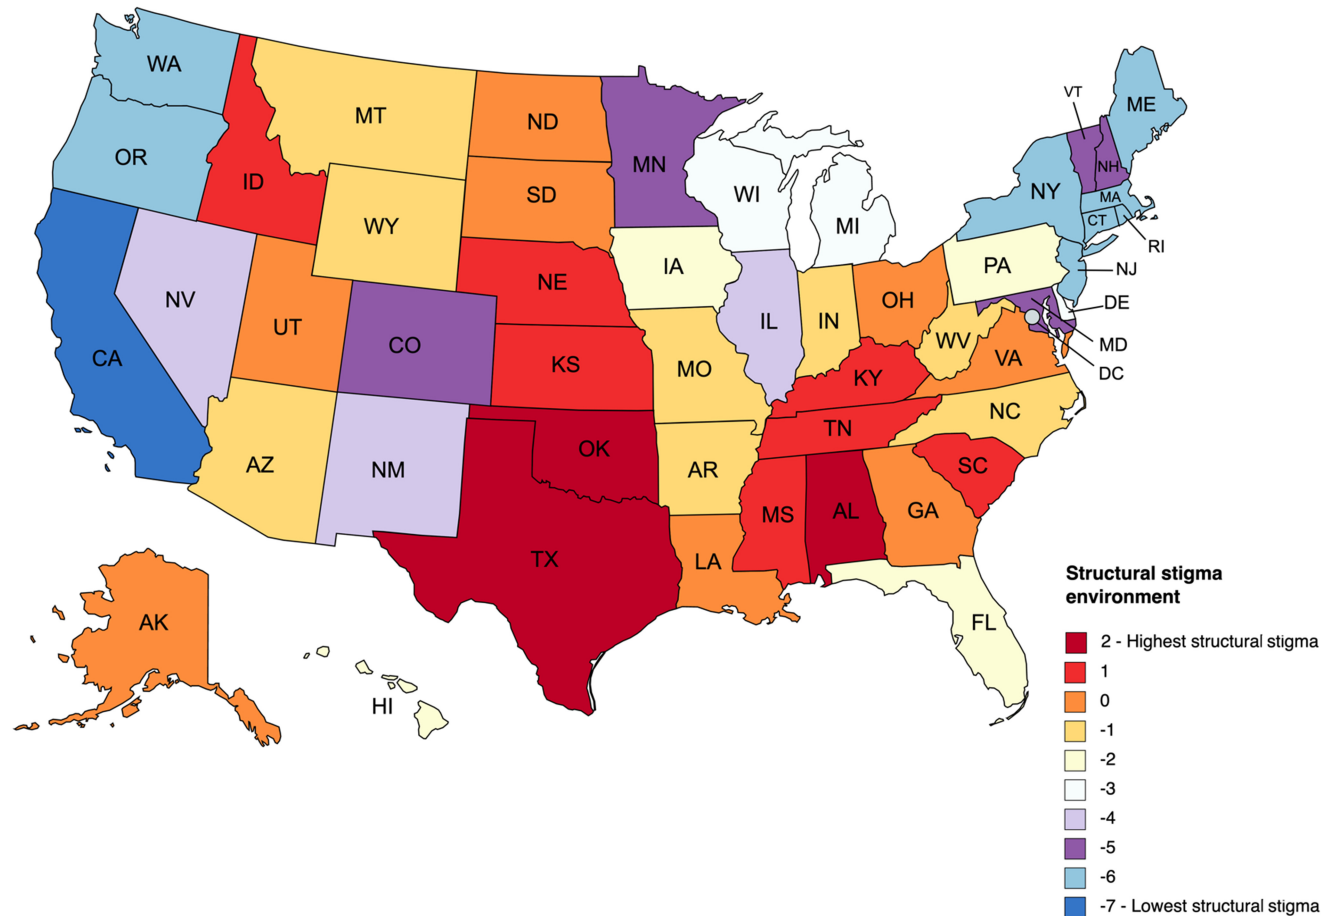 WA
MT
ND
MN
VT
ME
OR
ID
SD
WI
NH
NY
MA
MI
CT
RI
WY
IA
PA
NJ
NE
NV
UT
CO
IL
IN
OH
DE
WV
VA
MD
DC
CA
KS
MO
KY
NC
TN
AZ
NM
OK
AR
SC
MS
AL
GA
TX
LA
AK
HI
FL
Structural stigma
environment
2 - Highest structural stigma
1
0
-1
-2
-3
-4
-5
-6
-7 - Lowest structural stigma